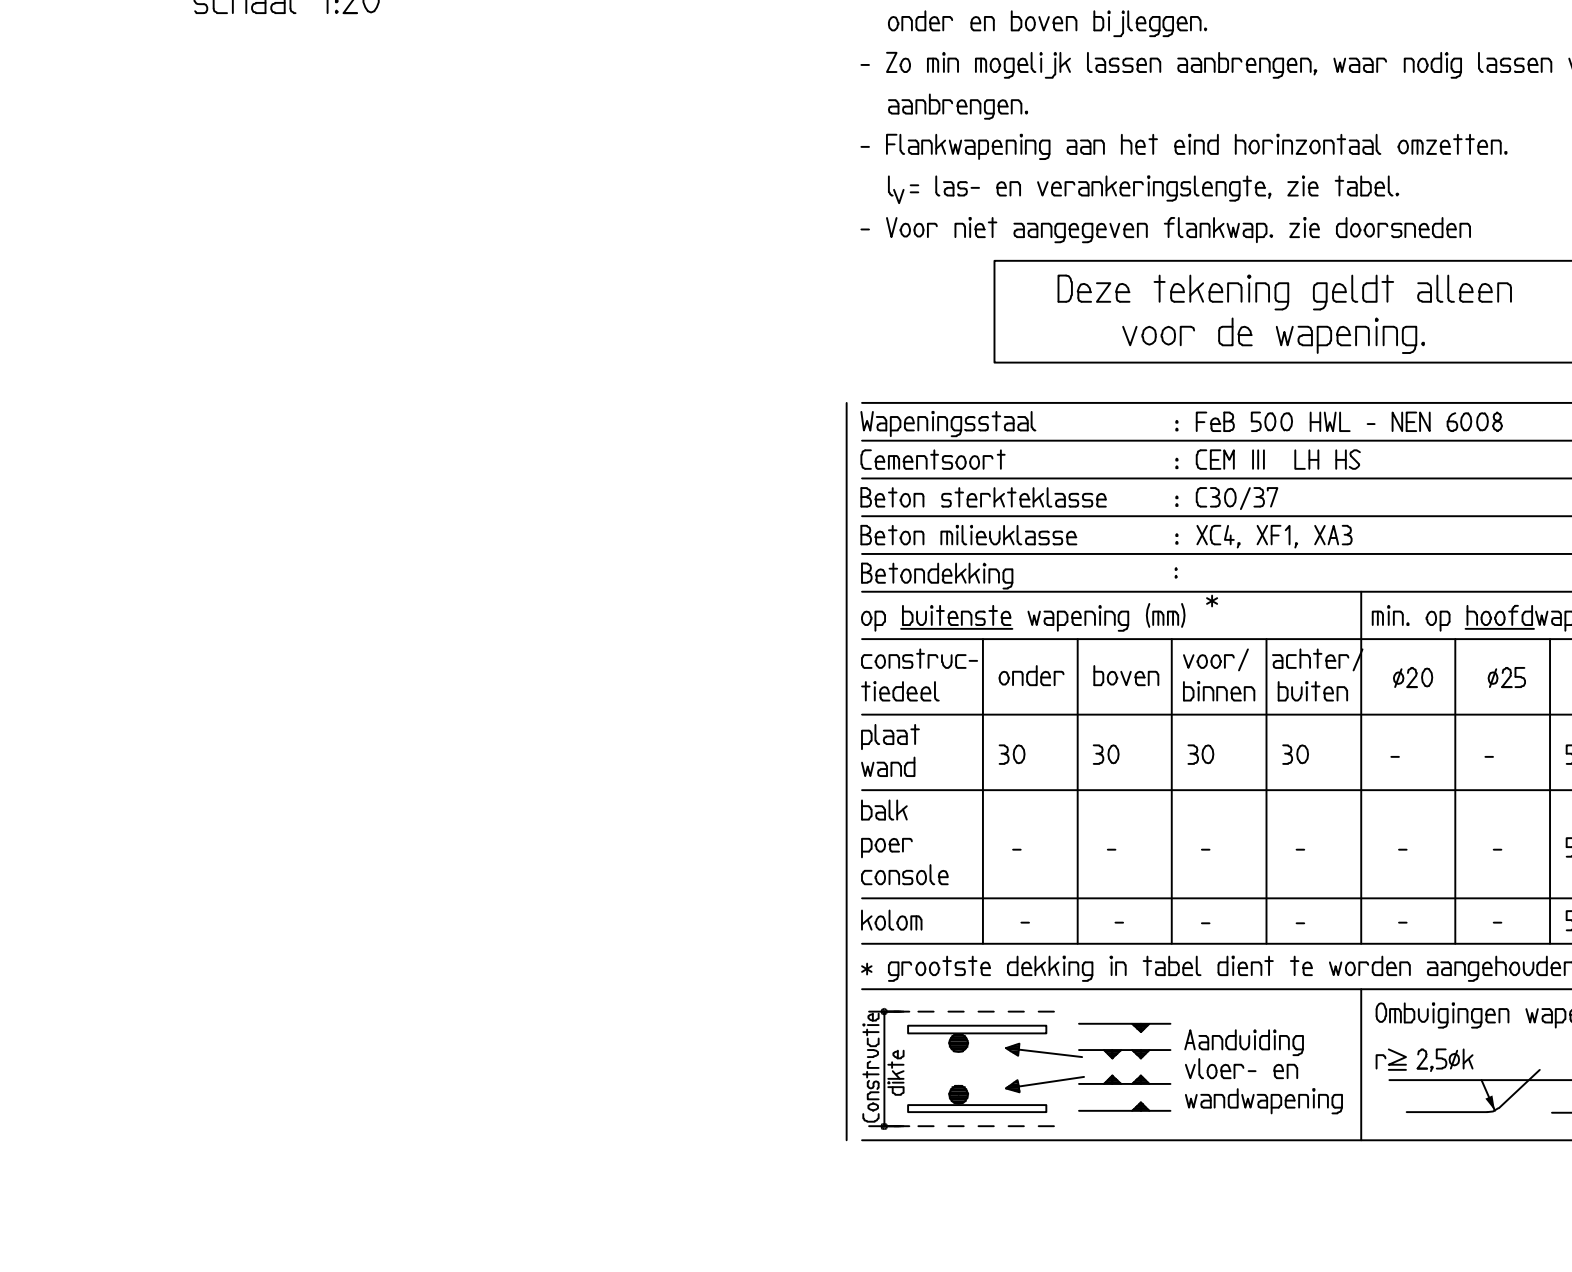 schaal 1:20
onder en boven bijleggen.
- Zo min mogelijk lassen aanbrengen, waar nodig lassen
aanbrengen.
- Flankwapening aan het eind horinzontaal omzetten.
lv= las- en verankeringslengte, zie tabel.
- Voor niet aangegeven flankwap. zie doorsneden
Deze tekening geldt alleen
voor de wapening.
Wapeningsstaal : FeB 500 HWL - NEN 6008
Cementsoort : CEM III LH HS
Beton sterkteklasse : C30/37
Beton milieuklasse : XC4, XF1, XA3
Betondekking :
op buitenste wapening (mm) * min. op hoofdwap
construc-
tiedeel
onder
boven
voor/
binnen
achter/
buiten
ø20
ø25
plaat
wand
30 30 30 30 - -
balk
poer
console
- - - - - -
kolom - - - - - -
* grootste dekking in tabel dient te worden aangehouden
Constructie
dikte
Aanduiding
vloer- en
wandwapening
Ombuigingen wape
r≧ 2,5øk